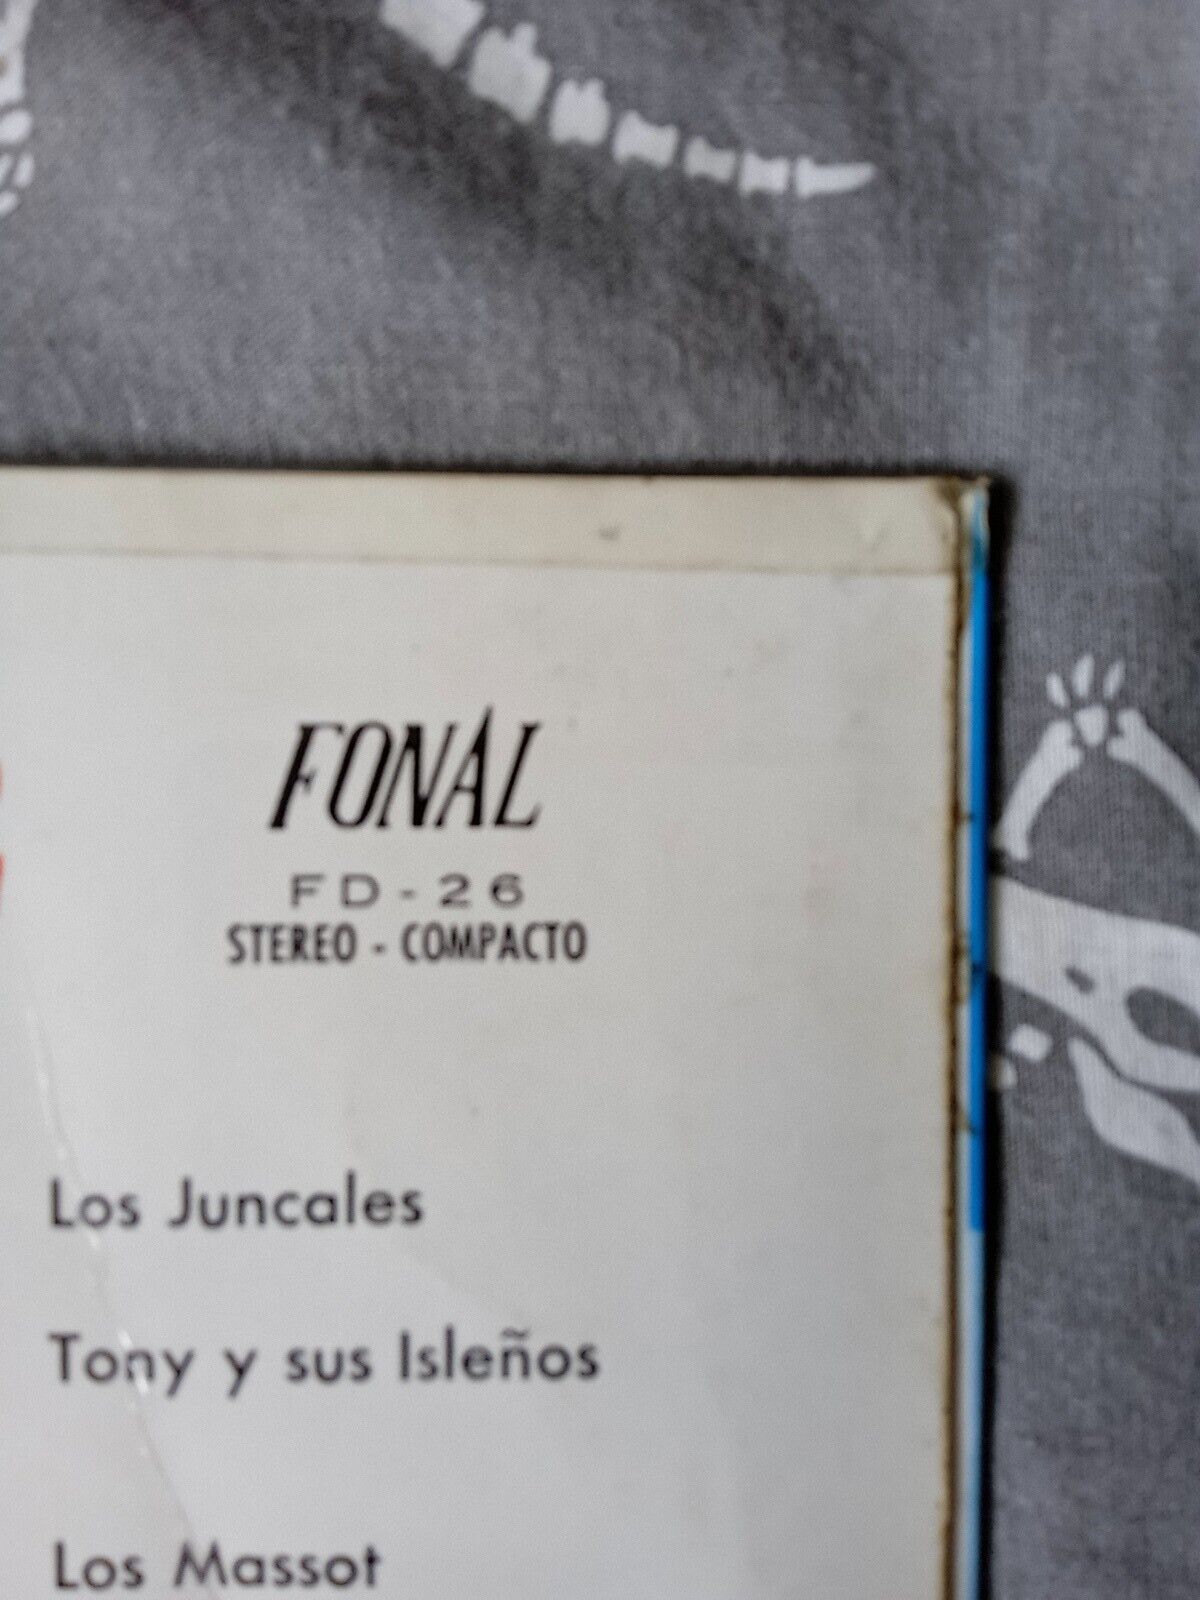 FONAL
FD-26
STEREO - COMPACTO
Los Juncales
Tony y sus Isleños
Los Massot